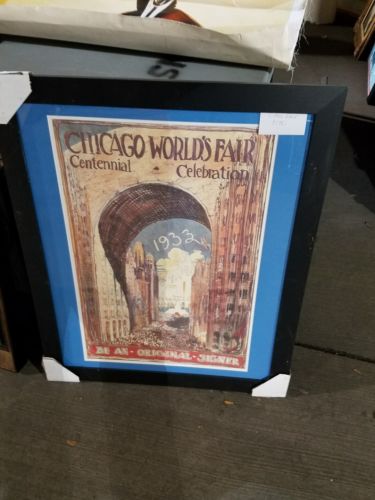 CHICAGO WORLD'S FAIR
Centennial Celebration
1933
BE AN · ORIGINAL · SIGNER